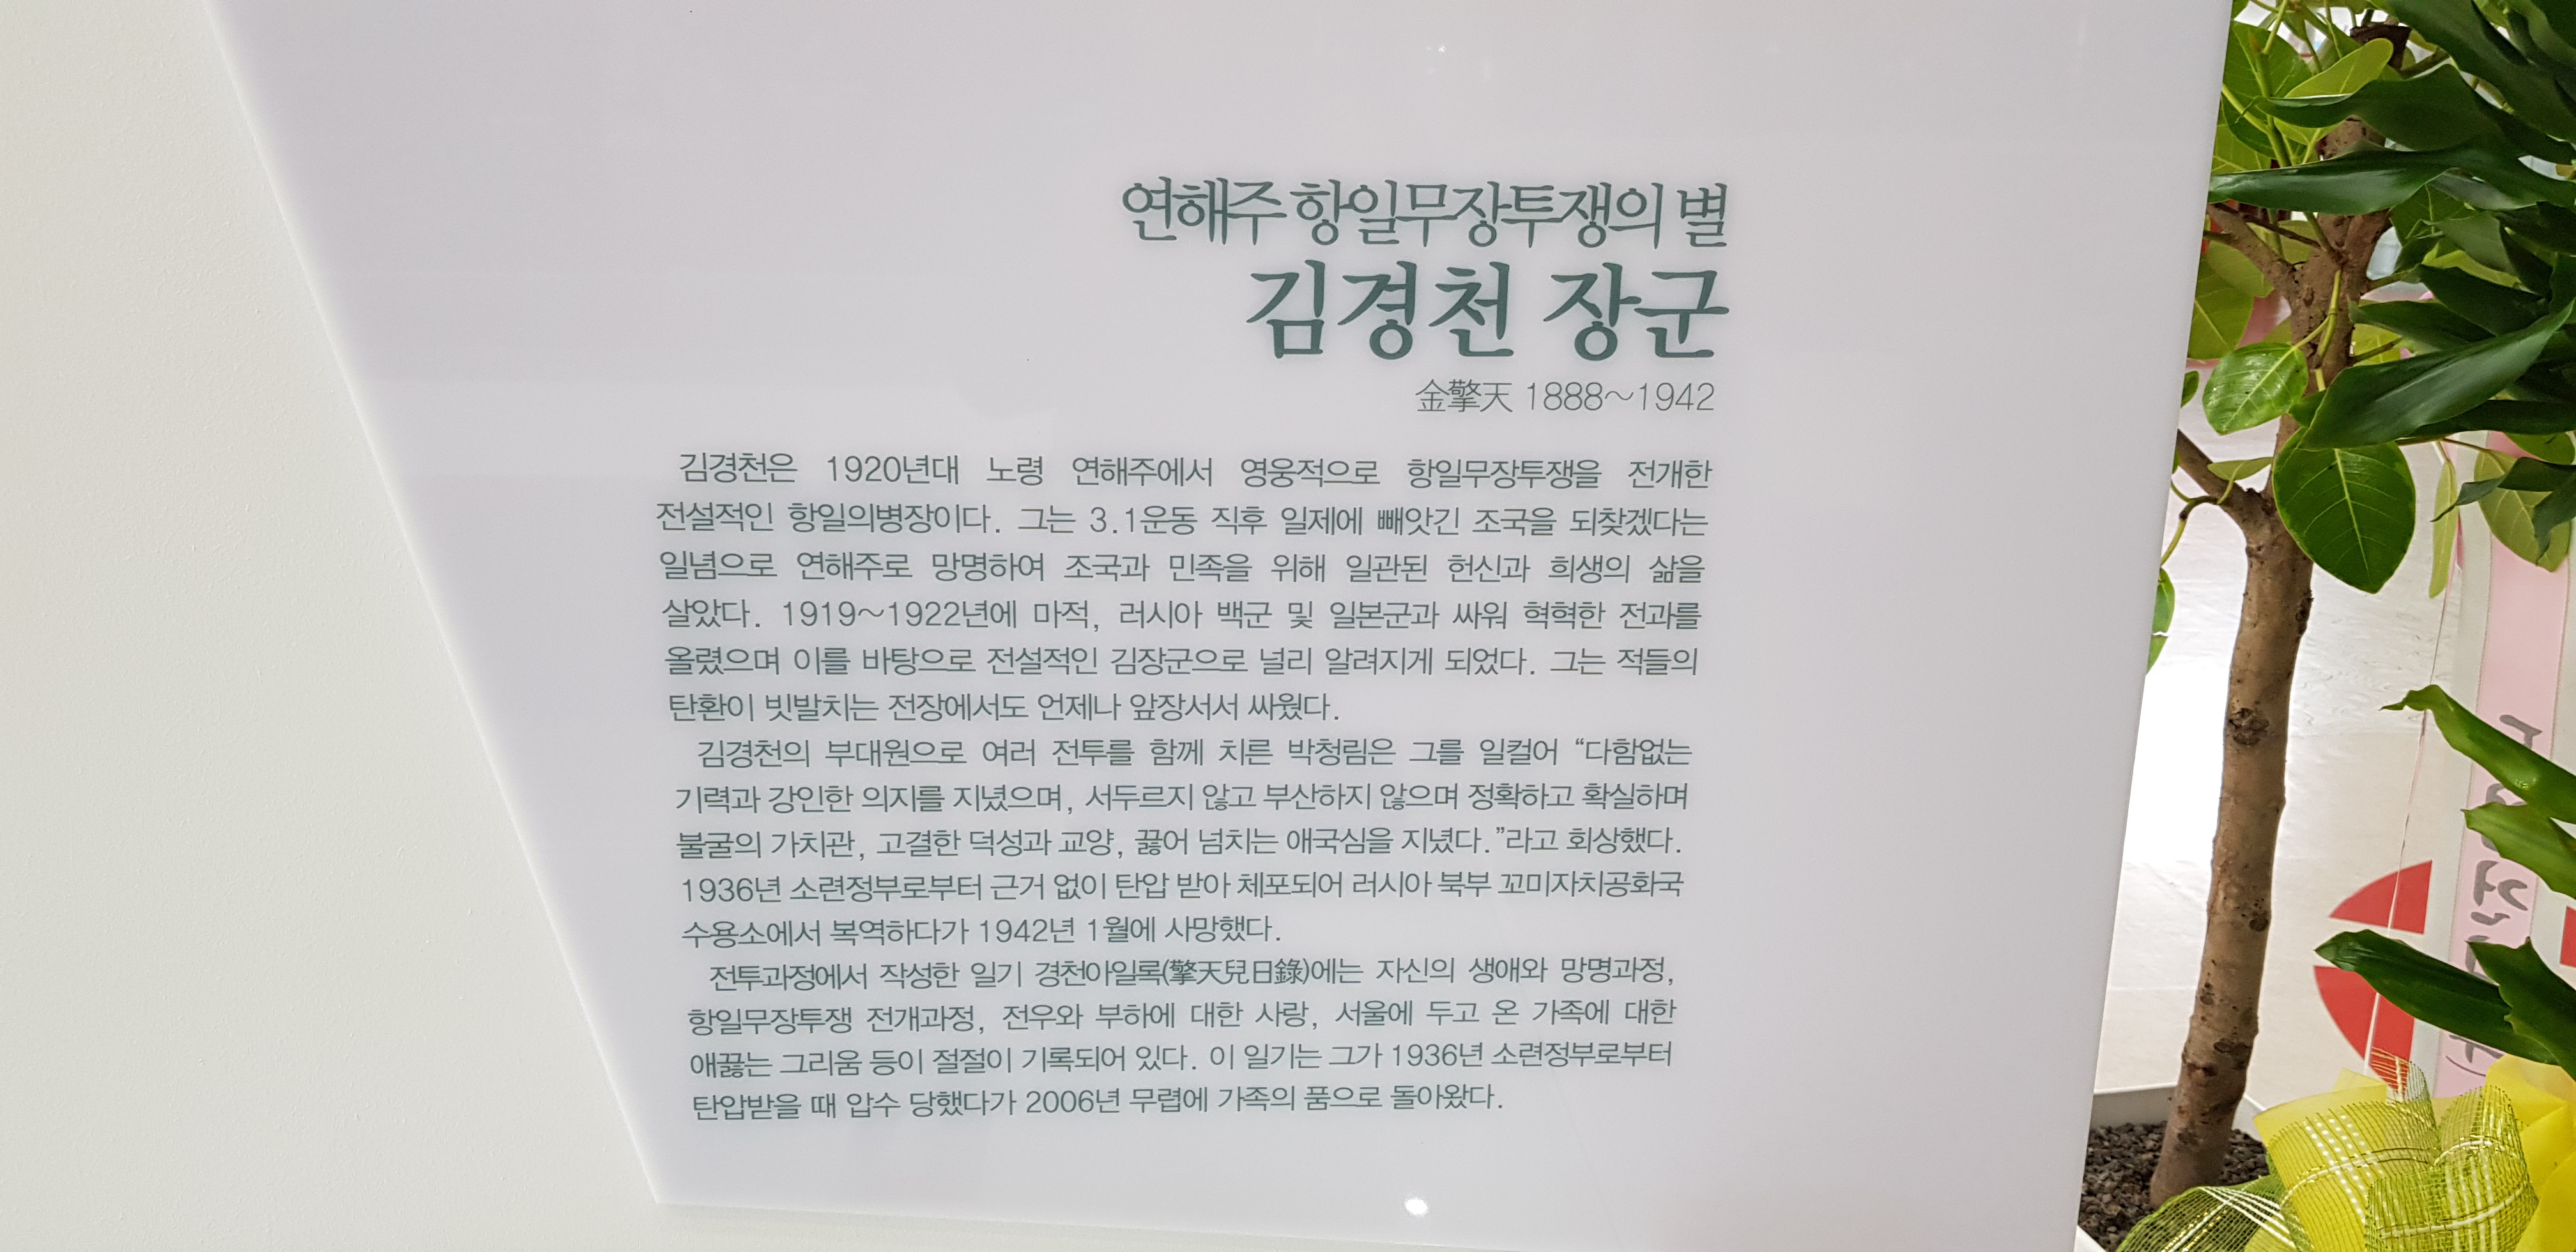 연해주 항일무장투쟁의 별
김경천 장군
金擎天 1888~1942
김경천은 1920년대 노령 연해주에서 영웅적으로 항일무장투쟁을 전개한
전설적인 항일의병장이다. 그는 3.1운동 직후 일제에 빼앗긴 조국을 되찾겠다는
일념으로 연해주로 망명하여 조국과 민족을 위해 일관된 헌신과 희생의 삶을
살았다. 1919~1922년에 마적, 러시아 백군 및 일본군과 싸워 혁혁한 전과를
올렸으며 이를 바탕으로 전설적인 김장군으로 널리 알려지게 되었다. 그는 적들의
탄환이 빗발치는 전장에서도 언제나 앞장서서 싸웠다.
김경천의 부대원으로 여러 전투를 함께 치른 박청림은 그를 일컬어 “다함없는
기력과 강인한 의지를 지녔으며, 서두르지 않고 부산하지 않으며 정확하고 확실하며
불굴의 가치관, 고결한 덕성과 교양, 끓어 넘치는 애국심을 지녔다.”라고 회상했다.
1936년 소련정부로부터 근거 없이 탄압 받아 체포되어 러시아 북부 꼬미자치공화국
수용소에서 복역하다가 1942년 1월에 사망했다.
전투과정에서 작성한 일기 경천아일록(擎天兒日錄)에는 자신의 생애와 망명과정,
항일무장투쟁 전개과정, 전우와 부하에 대한 사랑, 서울에 두고 온 가족에 대한
애끓는 그리움 등이 절절이 기록되어 있다. 이 일기는 그가 1936년 소련정부로부터
탄압받을 때 압수 당했다가 2006년 무렵에 가족의 품으로 돌아왔다.